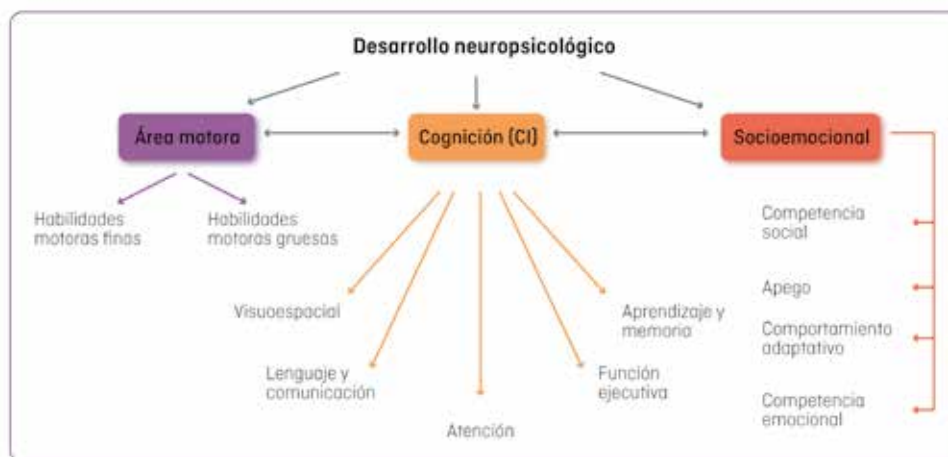 Desarrollo neuropsicológico
Área motora
Cognición (CI)
Socioemocional
Habilidades
motoras finas
Habilidades
motoras gruesas
Competencia
social
Visuoespacial
Aprendizaje y
memoria
Apego
Comportamiento
adaptativo
Lenguaje y
comunicación
Función
ejecutiva
Atención
Competencia
emocional